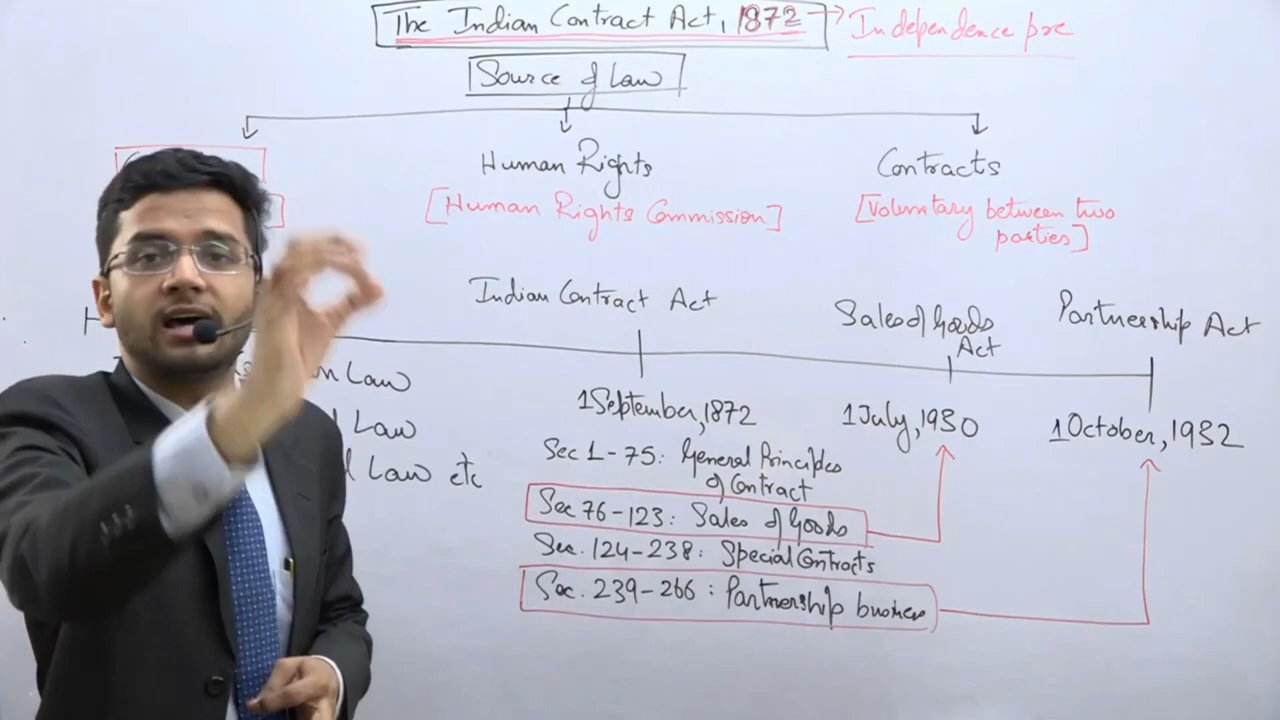 The Indian Contract Act, 1872 → Independence pre
Source of Law
Human Rights
Contracts
[Human Rights Commission]
[Voluntary between two
parties]
Indian Contract Act
Sales of Goods
Act
Partnership Act
n Law
1 September, 1872
1 July, 1930
1 October, 1932
Law
Sec 1-75: General Principles
of Contract
l Law etc
Sec 76-123: Sales of Goods
Sec. 124-238: Special Contracts
Sec. 239-266: Partnership business